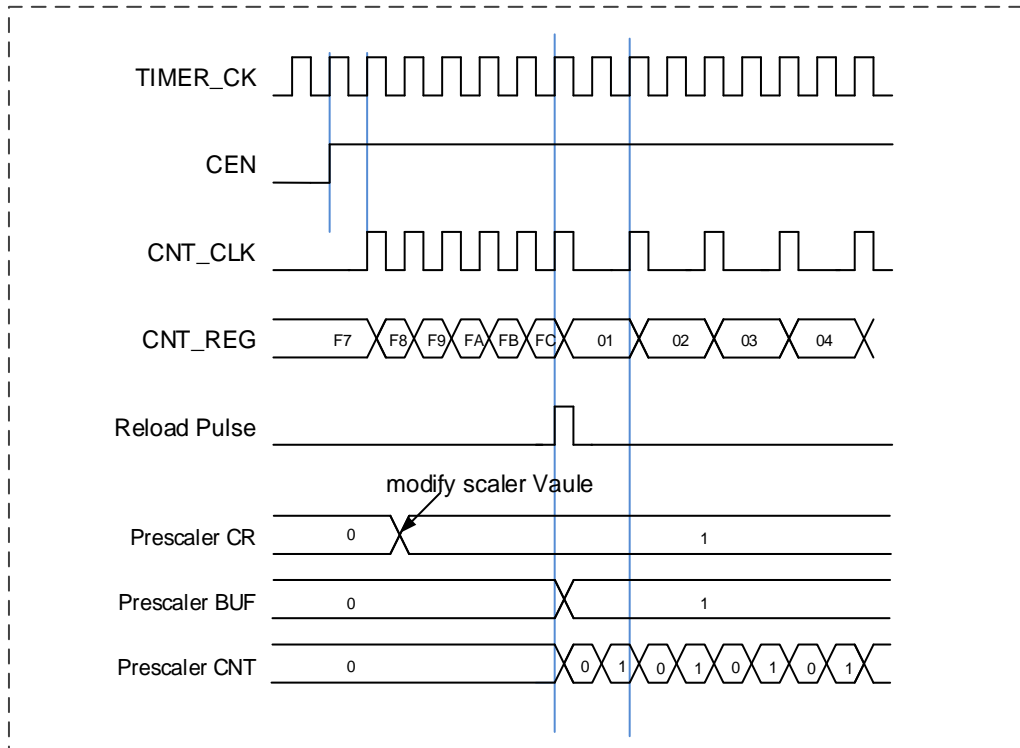 TIMER_CK
CEN
CNT_CLK
CNT_REG F7 F8 F9 FA FB FC 01 02 03 04
Reload Pulse
modify scaler Vaule
Prescaler CR 0 1
Prescaler BUF 0 1
Prescaler CNT 0 0 1 0 1 0 1 0 1